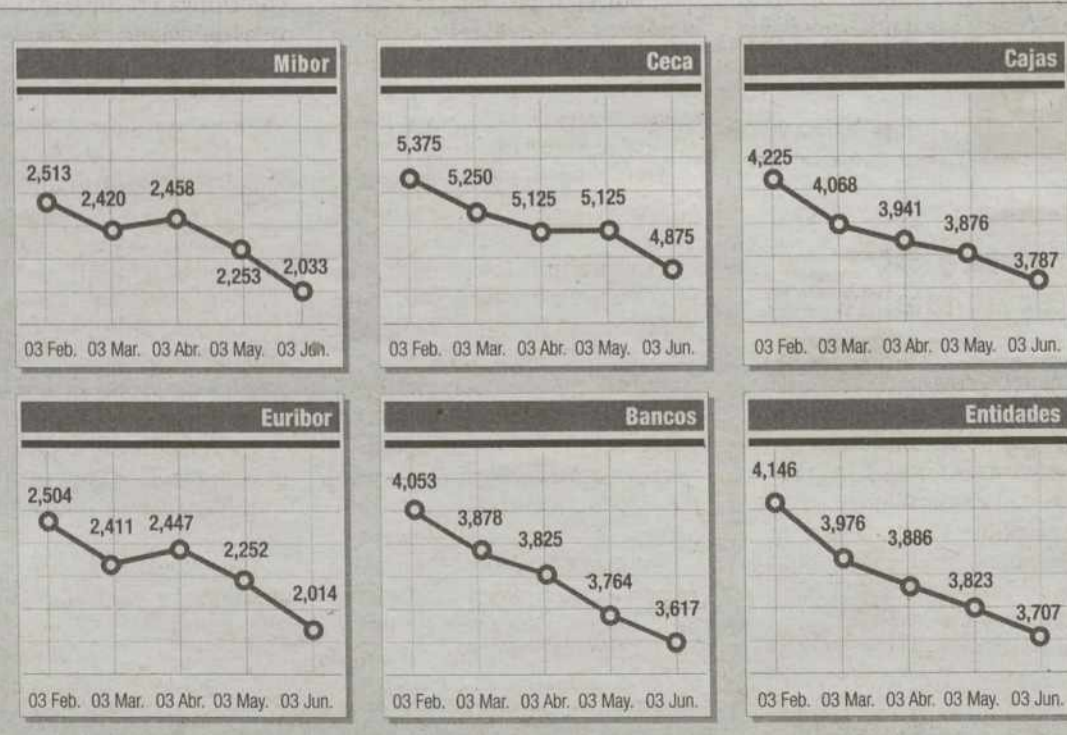 Mibor
2,513
2,420
2,458
2,253
2,033
03 Feb. 03 Mar. 03 Abr. 03 May. 03 Jun.
Ceca
5,375
5,250
5,125
5,125
4,875
03 Feb. 03 Mar. 03 Abr. 03 May. 03 Jun.
Cajas
4,225
4,068
3,941
3,876
3,787
03 Feb. 03 Mar. 03 Abr. 03 May. 03 Jun.
Euribor
2,504
2,411
2,447
2,252
2,014
03 Feb. 03 Mar. 03 Abr. 03 May. 03 Jun.
Bancos
4,053
3,878
3,825
3,764
3,617
03 Feb. 03 Mar. 03 Abr. 03 May. 03 Jun.
Entidades
4,146
3,976
3,886
3,823
3,707
03 Feb. 03 Mar. 03 Abr. 03 May. 03 Jun.